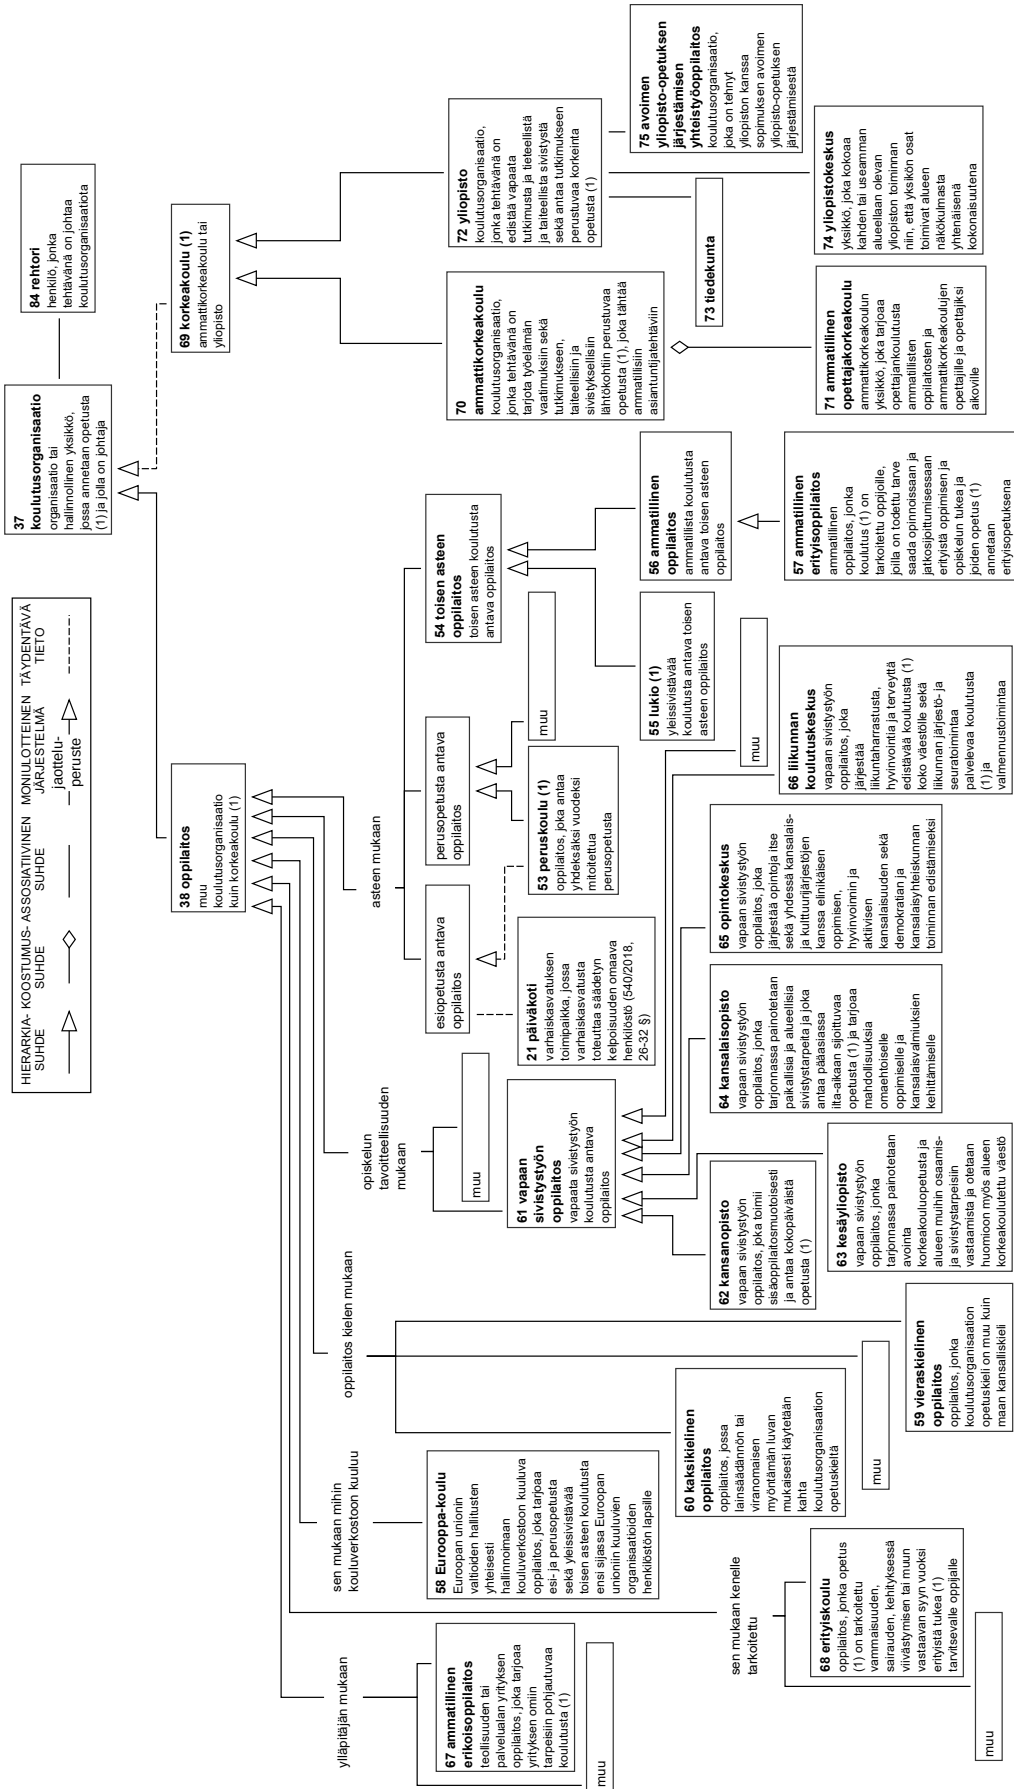 HIERARKIA-
SUHDE
KOOSTUMUS-
SUHDE
ASSOSIATIIVINEN
SUHDE
MONIULOTTEINEN
JÄRJESTELMÄ
jaottelu-
peruste
TÄYDENTÄVÄ
TIETO
37
koulutusorganisaatio
organisaatio tai
hallinnollinen yksikkö,
jossa annetaan opetusta
(1) ja jolla on johtaja
84 rehtori
henkilö, jonka
tehtävänä on johtaa
koulutusorganisaatiota
38 oppilaitos
muu
koulutusorganisaatio
kuin korkeakoulu (1)
69 korkeakoulu (1)
ammattikorkeakoulu tai
yliopisto
ylläpitäjän mukaan
sen mukaan mihin
kouluverkostoon kuuluu
oppilaitos kielen mukaan
opiskelun
tavoitteellisuuden
mukaan
asteen mukaan
67 ammatillinen
erikoisoppilaitos
teollisuuden tai
palvelualan yrityksen
oppilaitos, joka tarjoaa
yrityksen omiin
tarpeisiin pohjautuvaa
koulutusta (1)
muu
58 Eurooppa-koulu
Euroopan unionin
valtioiden hallitusten
yhteisesti
hallinnoimaan
kouluverkostoon kuuluva
oppilaitos, joka tarjoaa
esi- ja perusopetusta
sekä yleissivistävää
toisen asteen koulutusta
ensi sijassa Euroopan
unioniin kuuluvien
organisaatioiden
henkilöstön lapsille
muu
esiopetusta antava
oppilaitos
perusopetusta antava
oppilaitos
54 toisen asteen
oppilaitos
toisen asteen koulutusta
antava oppilaitos
70
ammattikorkeakoulu
koulutusorganisaatio,
jonka tehtävänä on
tarjota työelämän
vaatimuksiin sekä
tutkimukseen,
taiteellisiin ja
sivistyksellisiin
lähtökohtiin perustuvaa
opetusta (1), joka tähtää
ammatillisiin
asiantuntijatehtäviin
72 yliopisto
koulutusorganisaatio,
jonka tehtävänä on
edistää vapaata
tutkimusta ja tieteellistä
ja taiteellista sivistystä
sekä antaa tutkimukseen
perustuvaa korkeinta
opetusta (1)
61 vapaan
sivistystyön
oppilaitos
vapaata sivistystyön
koulutusta antava
oppilaitos
21 päiväkoti
varhaiskasvatuksen
toimipaikka, jossa
varhaiskasvatusta
toteuttaa säädetyn
kelpoisuuden omaava
henkilöstö (540/2018,
26-32 §)
53 peruskoulu (1)
oppilaitos, joka antaa
yhdeksäksi vuodeksi
mitoitettua
perusopetusta
muu
55 lukio (1)
yleissivistävää
koulutusta antava toisen
asteen oppilaitos
56 ammatillinen
oppilaitos
ammatillista koulutusta
antava toisen asteen
oppilaitos
73 tiedekunta
75 avoimen
yliopisto-opetuksen
järjestämisen
yhteistyöoppilaitos
koulutusorganisaatio,
joka on tehnyt
yliopiston kanssa
sopimuksen avoimen
yliopisto-opetuksen
järjestämisestä
sen mukaan kenelle
tarkoitettu
60 kaksikielinen
oppilaitos
oppilaitos, jossa
lainsäädännön tai
viranomaisen
myöntämän luvan
mukaisesti käytetään
kahta
koulutusorganisaation
opetuskieltä
62 kansanopisto
vapaan sivistystyön
oppilaitos, joka toimii
sisäoppilaitosmuotoisesti
ja antaa kokopäiväistä
opetusta (1)
64 kansalaisopisto
vapaan sivistystyön
oppilaitos, jonka
tarjonnassa painotetaan
paikallisia ja alueellisia
sivistystarpeita ja joka
antaa pääasiassa
ilta-aikaan sijoittuvaa
opetusta (1) ja tarjoaa
mahdollisuuksia
omaehtoiselle
oppimiselle ja
kansalaisvalmiuksien
kehittämiselle
65 opintokeskus
vapaan sivistystyön
oppilaitos, joka
järjestää opintoja itse
sekä yhdessä kansalais-
ja kulttuurijärjestöjen
kanssa elinikäisen
oppimisen,
hyvinvoinnin ja
aktiivisen
kansalaisuuden sekä
demokratian ja
kansalaisyhteiskunnan
toiminnan edistämiseksi
muu
68 erityiskoulu
oppilaitos, jonka opetus
(1) on tarkoitettu
vammaisuuden,
sairauden, kehityksessä
viivästymisen tai muun
vastaavan syyn vuoksi
erityistä tukea (1)
tarvitsevalle oppijalle
muu
muu
59 vieraskielinen
oppilaitos
oppilaitos, jonka
koulutusorganisaation
opetuskieli on muu kuin
maan kansalliskieli
63 kesäyliopisto
vapaan sivistystyön
oppilaitos, jonka
tarjonnassa painotetaan
avointa
korkeakouluopetusta ja
alueen muihin osaamis-
ja sivistystarpeisiin
vastaamista ja otetaan
huomioon myös alueen
korkeakoulutettu väestö
66 liikunnan
koulutuskeskus
vapaan sivistystyön
oppilaitos, joka
järjestää
liikuntaharrastusta,
hyvinvointia ja terveyttä
edistävää koulutusta (1)
koko väestölle sekä
liikunnan järjestö- ja
seuratoimintaa
palvelevaa koulutusta
(1) ja
valmennustoimintaa
57 ammatillinen
erityisoppilaitos
ammatillinen
oppilaitos, jonka
koulutus (1) on
tarkoitettu oppijoille,
joilla on todettu tarve
saada opinnoissaan ja
jatkosijoittumisessaan
erityistä oppimisen ja
opiskelun tukea ja
joiden opetus (1)
annetaan
erityisopetuksena
71 ammatillinen
opettajakorkeakoulu
ammattikorkeakoulun
yksikkö, joka tarjoaa
opettajankoulutusta
ammatillisten
oppilaitosten ja
ammattikorkeakoulujen
opettajille ja opettajiksi
aikoville
74 yliopistokeskus
yksikkö, joka kokoaa
kahden tai useamman
alueellaan olevan
yliopiston toiminnan
niin, että yksikön osat
toimivat alueen
näkökulmasta
yhtenäisenä
kokonaisuutena